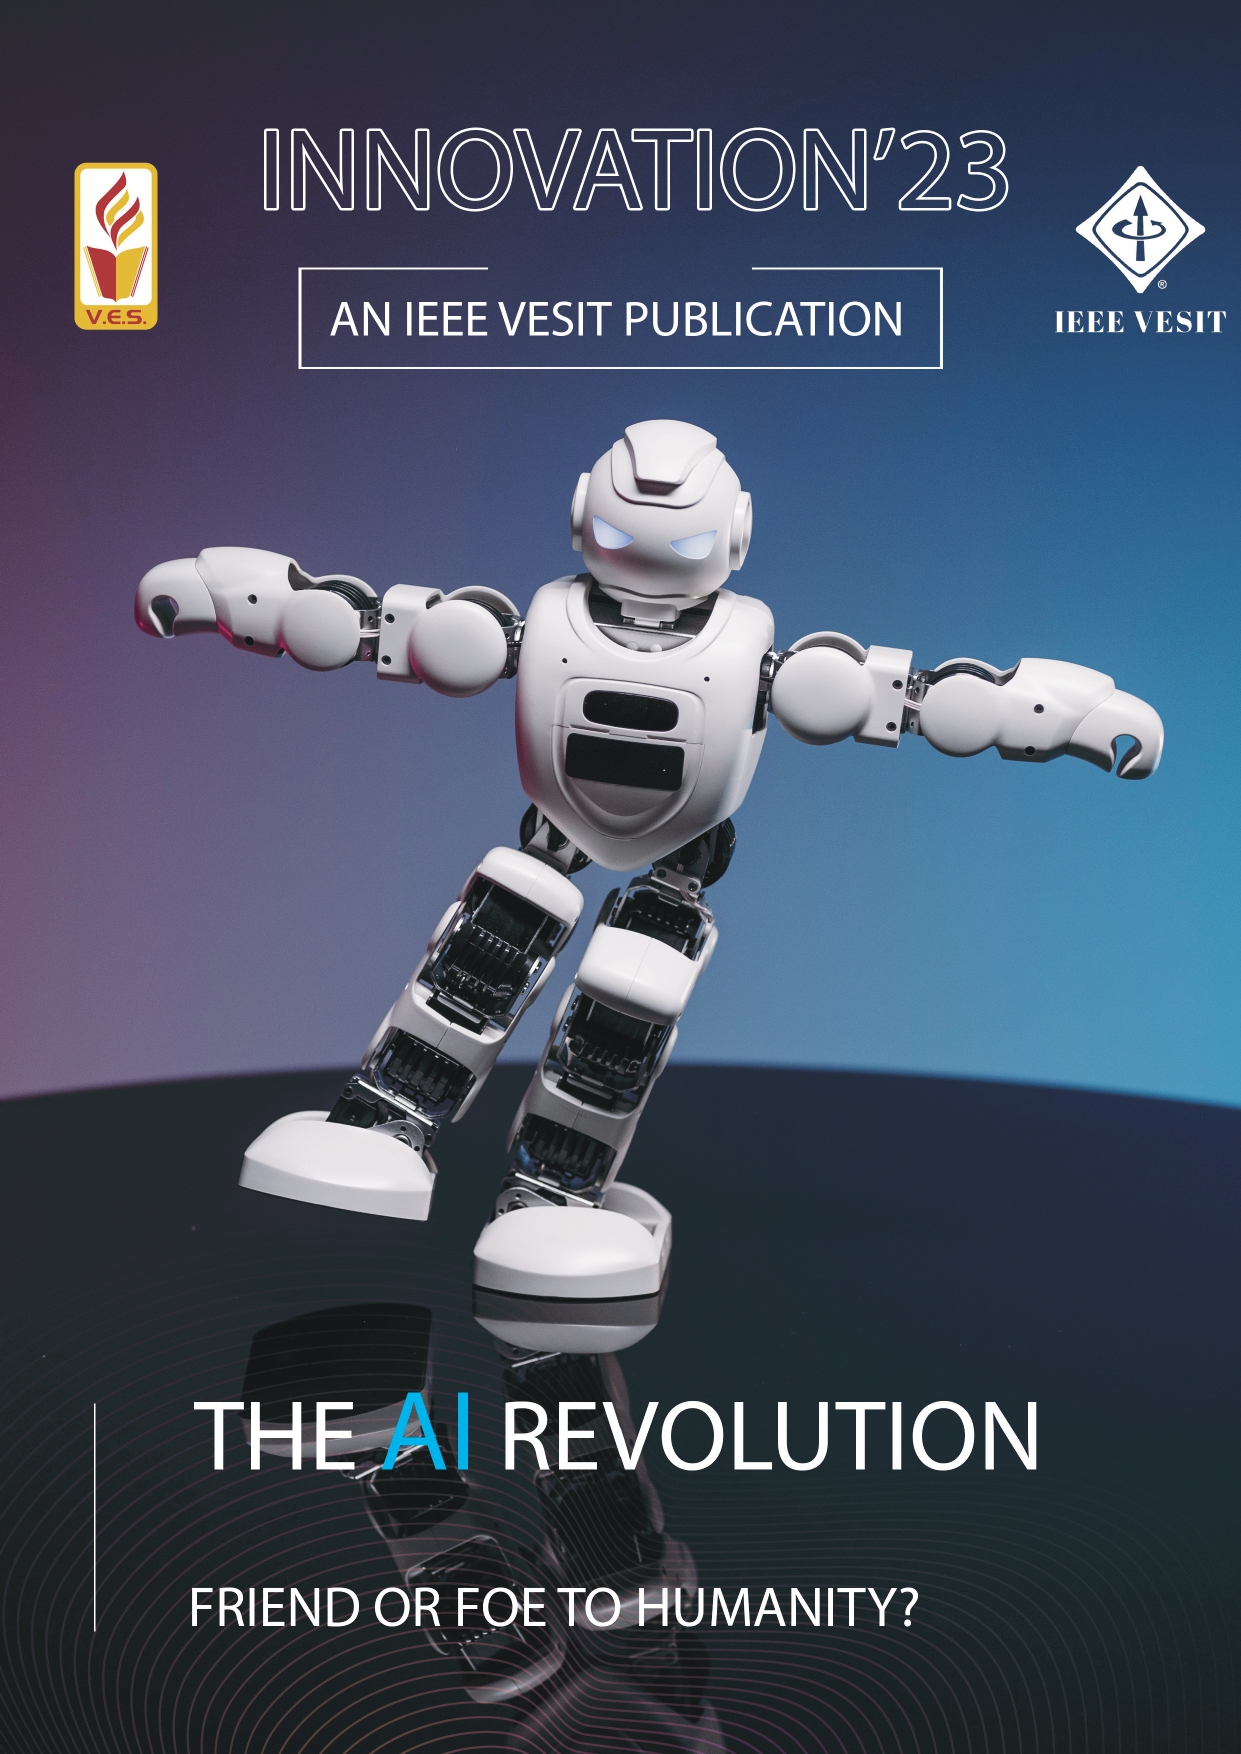 INNOVATION'23
V.E.S.
®
IEEE VESIT
AN IEEE VESIT PUBLICATION
THE AI REVOLUTION
FRIEND OR FOE TO HUMANITY?